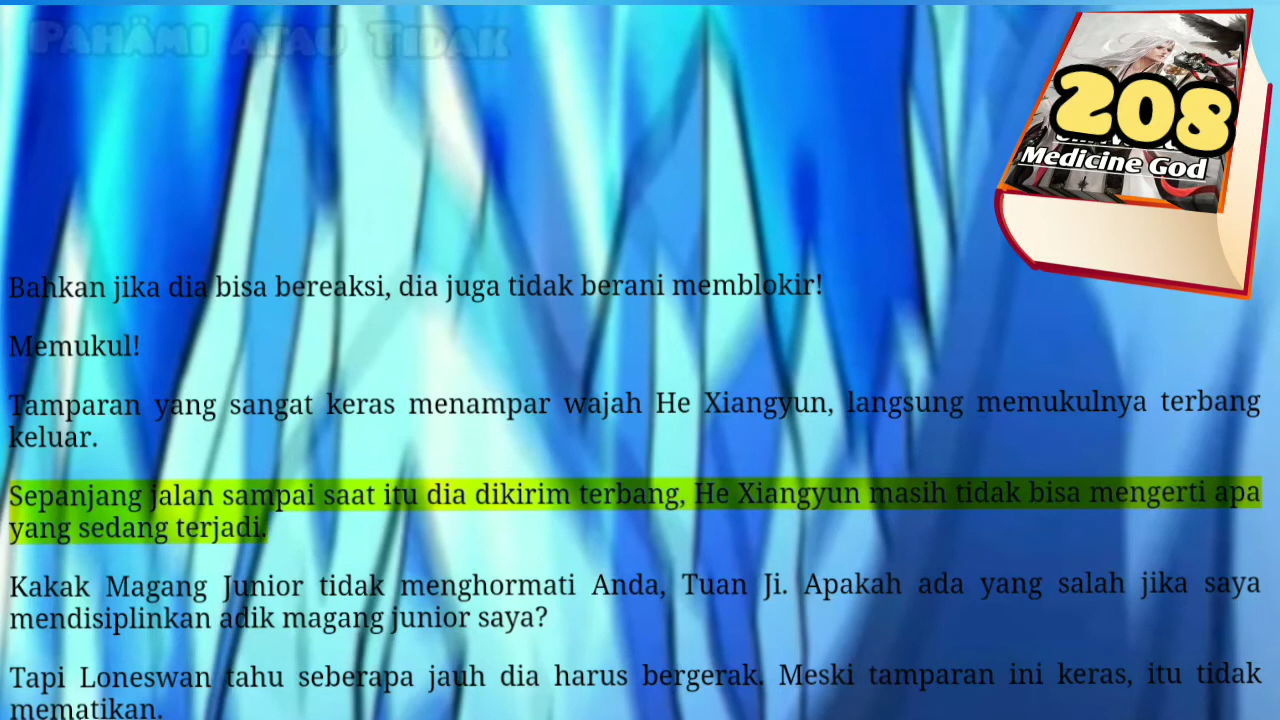 Pahami Atau Tidak
208
Medicine God
Bahkan jika dia bisa bereaksi, dia juga tidak berani memblokir!
Memukul!
Tamparan yang sangat keras menampar wajah He Xiangyun, langsung memukulnya terbang
keluar.
Sepanjang jalan sampai saat itu dia dikirim terbang, He Xiangyun masih tidak bisa mengerti apa
yang sedang terjadi.
Kakak Magang Junior tidak menghormati Anda, Tuan Ji. Apakah ada yang salah jika saya
mendisiplinkan adik magang junior saya?
Tapi Loneswan tahu seberapa jauh dia harus bergerak. Meski tamparan ini keras, itu tidak
mematikan.